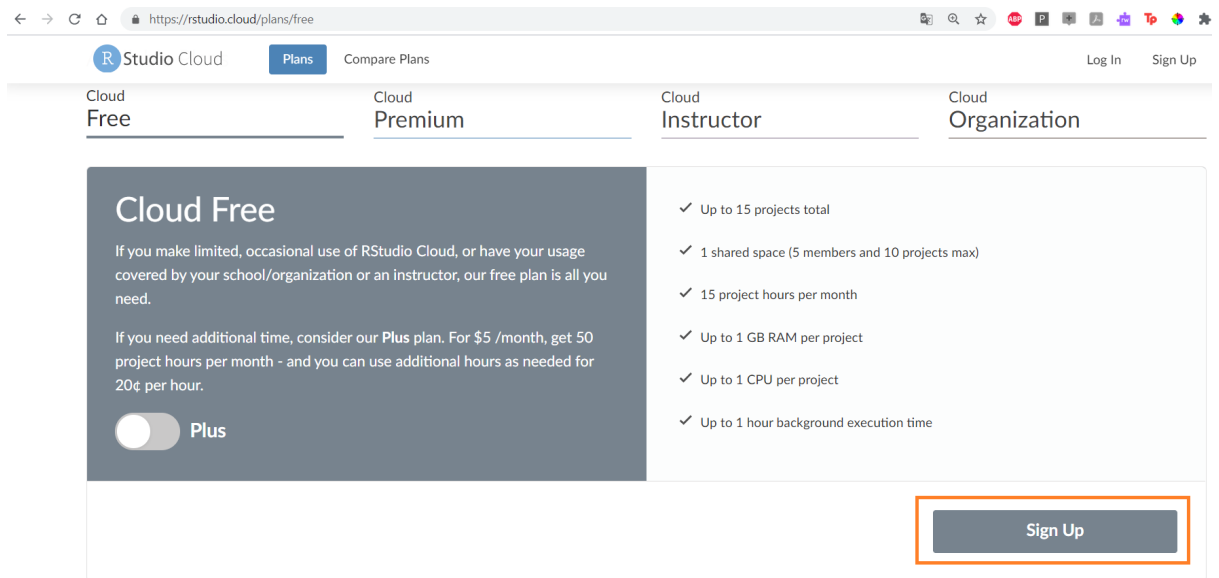 https://rstudio.cloud/plans/free
ABP P Tp
R Studio Cloud Plans Compare Plans Log In Sign Up
Cloud Cloud Cloud Cloud
Free Premium Instructor Organization
Cloud Free
If you make limited, occasional use of RStudio Cloud, or have your usage
covered by your school/organization or an instructor, our free plan is all you
need.
If you need additional time, consider our Plus plan. For $5 /month, get 50
project hours per month - and you can use additional hours as needed for
20¢ per hour.
Plus
Up to 15 projects total
1 shared space (5 members and 10 projects max)
15 project hours per month
Up to 1 GB RAM per project
Up to 1 CPU per project
Up to 1 hour background execution time
Sign Up